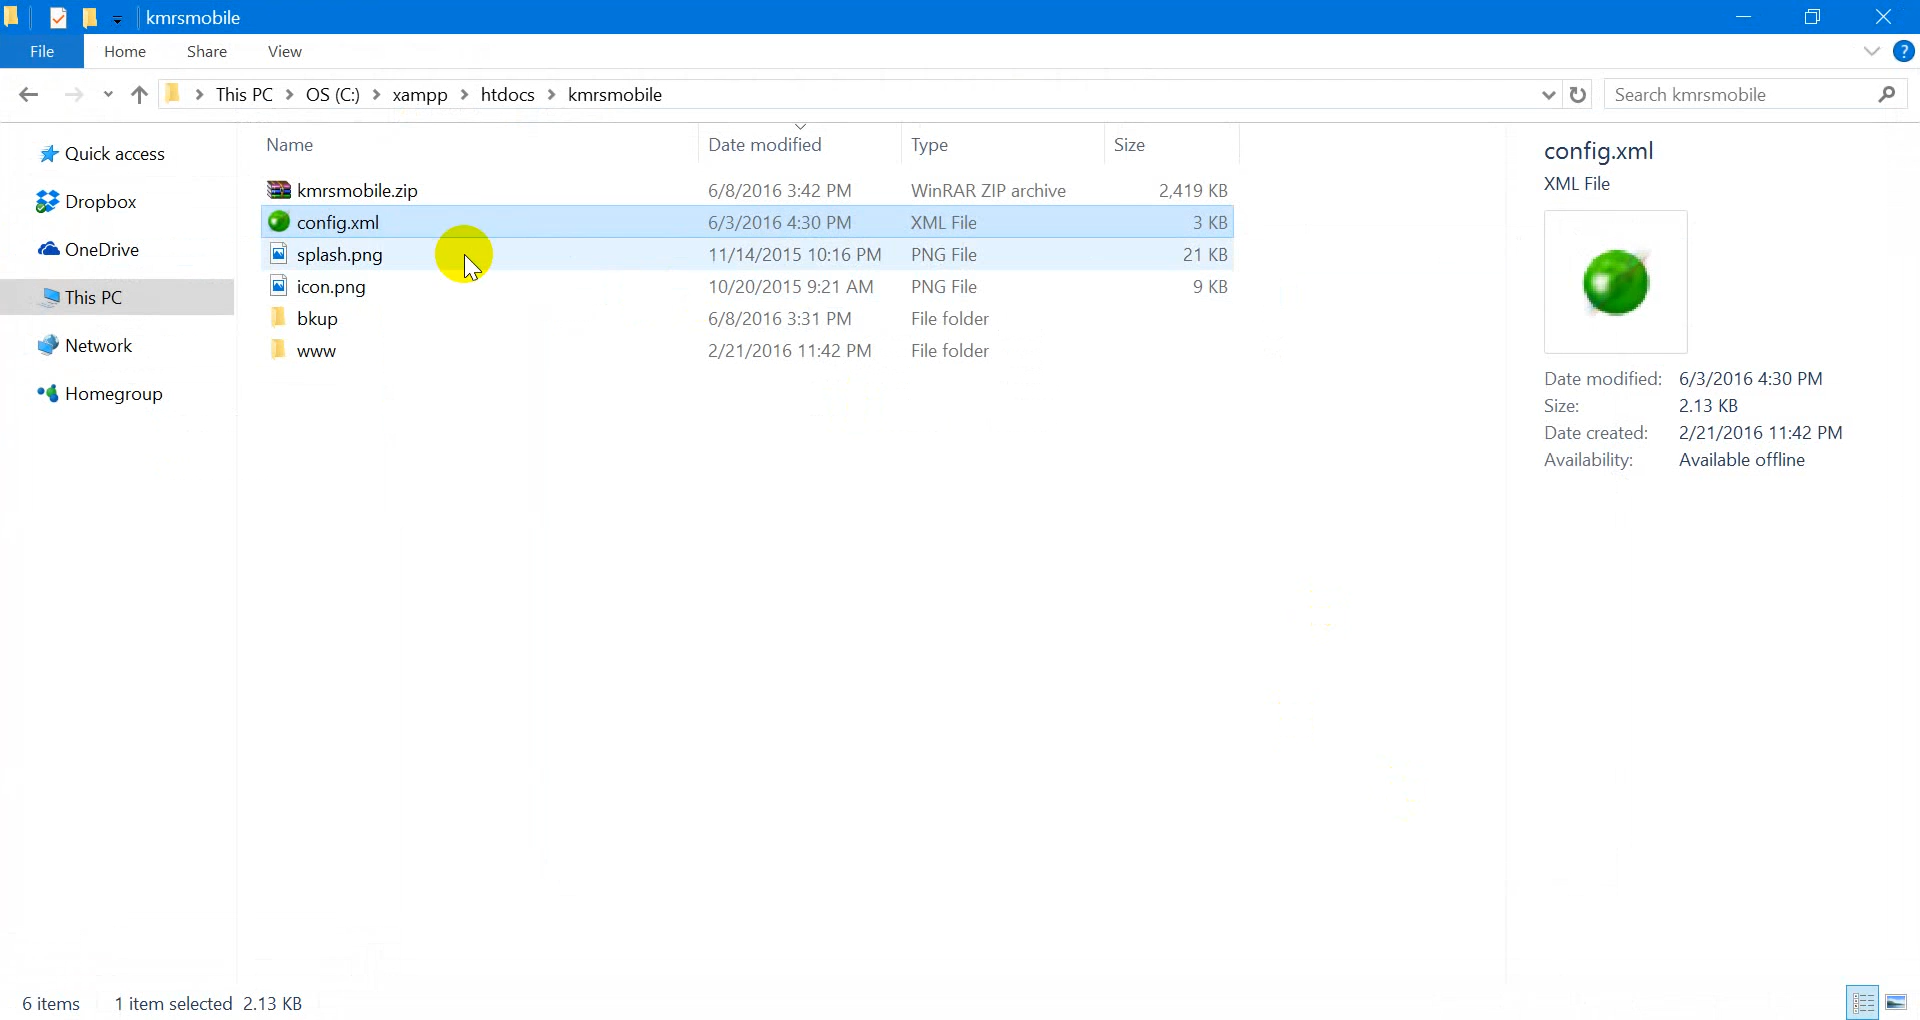 kmrsmobile
File Home Share View ?
This PC OS (C:) xampp htdocs kmrsmobile Search kmrsmobile
Name Date modified Type Size
kmrsmobile.zip 6/8/2016 3:42 PM WinRAR ZIP archive 2,419 KB
config.xml 6/3/2016 4:30 PM XML File 3 KB
splash.png 11/14/2015 10:16 PM PNG File 21 KB
icon.png 10/20/2015 9:21 AM PNG File 9 KB
bkup 6/8/2016 3:31 PM File folder
www 2/21/2016 11:42 PM File folder
Quick access
Dropbox
OneDrive
This PC
Network
Homegroup
config.xml
XML File
Date modified: 6/3/2016 4:30 PM
Size: 2.13 KB
Date created: 2/21/2016 11:42 PM
Availability: Available offline
6 items 1 item selected 2.13 KB